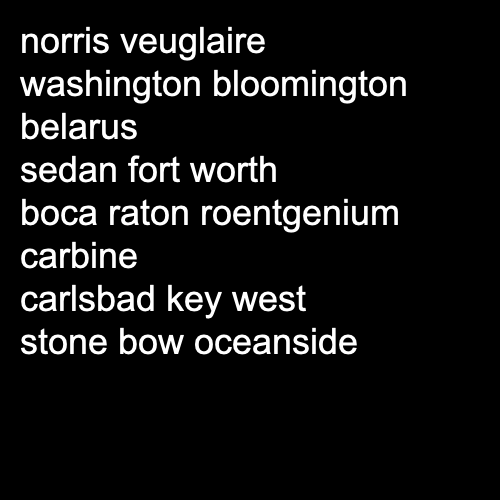 norris veuglaire
washington bloomington
belarus
sedan fort worth
boca raton roentgenium
carbine
carlsbad key west
stone bow oceanside